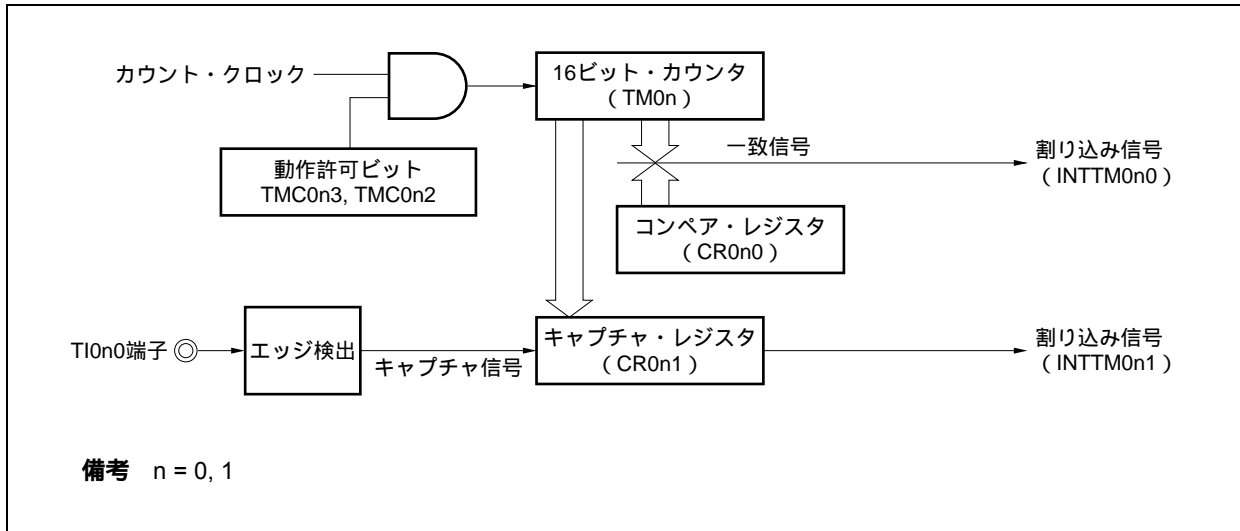 カウント・クロック
16ビット・カウンタ
（TM0n）
動作許可ビット
TMC0n3, TMC0n2
一致信号
割り込み信号
（INTTM0n0）
コンペア・レジスタ
（CR0n0）
TI0n0端子
エッジ検出
キャプチャ信号
キャプチャ・レジスタ
（CR0n1）
割り込み信号
（INTTM0n1）
備考 n = 0, 1